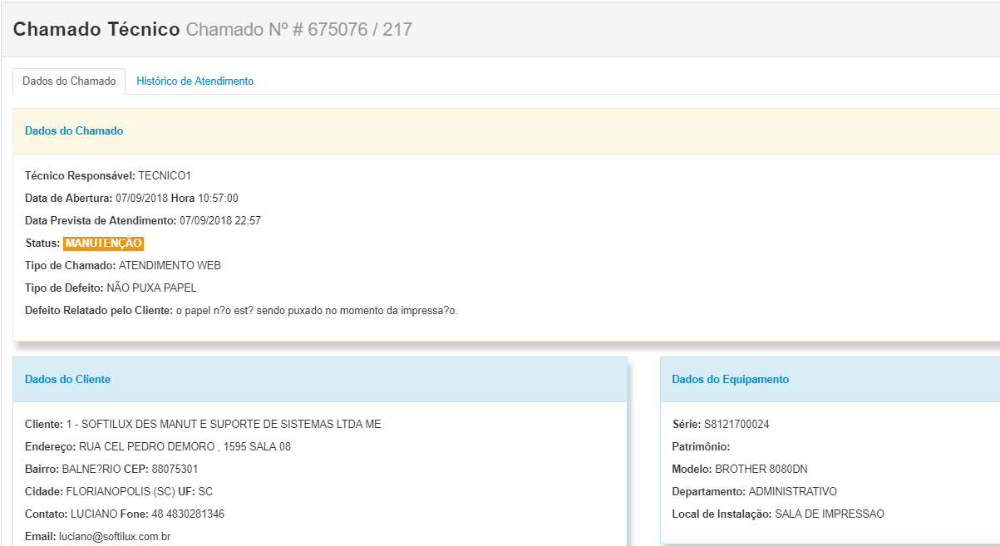 Chamado Técnico Chamado Nº # 675076 / 217
Dados do Chamado Histórico de Atendimento
Dados do Chamado
Técnico Responsável: TECNICO1
Data de Abertura: 07/09/2018 Hora 10:57:00
Data Prevista de Atendimento: 07/09/2018 22:57
Status: MANUTENÇÃO
Tipo de Chamado: ATENDIMENTO WEB
Tipo de Defeito: NÃO PUXA PAPEL
Defeito Relatado pelo Cliente: o papel n?o est? sendo puxado no momento da impressa?o.
Dados do Cliente
Cliente: 1 - SOFTILUX DES MANUT E SUPORTE DE SISTEMAS LTDA ME
Endereço: RUA CEL PEDRO DEMORO , 1595 SALA 08
Bairro: BALNE?RIO CEP: 88075301
Cidade: FLORIANOPOLIS (SC) UF: SC
Contato: LUCIANO Fone: 48 4830281346
Email: luciano@softilux.com.br
Dados do Equipamento
Série: S8121700024
Patrimônio:
Modelo: BROTHER 8080DN
Departamento: ADMINISTRATIVO
Local de Instalação: SALA DE IMPRESSAO